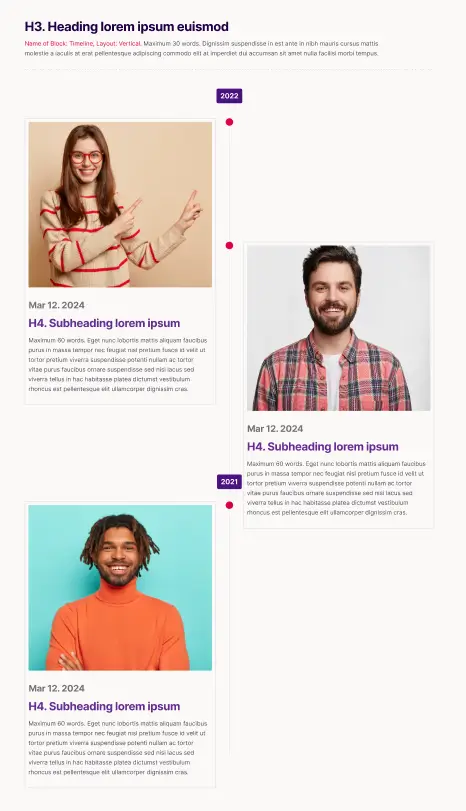 H3. Heading lorem ipsum euismod
Name of Block: Timeline, Layout: Vertical. Maximum 30 words. Dignissim suspendisse in est ante in nibh mauris cursus mattis
molestie a iaculis at erat pellentesque adipiscing commodo elit at imperdiet dui accumsan sit amet nulla facilisi morbi tempus.
2022
Mar 12. 2024
H4. Subheading lorem ipsum
Maximum 60 words. Eget nunc lobortis mattis aliquam faucibus
purus in massa tempor nec feugiat nisl pretium fusce id velit ut
tortor pretium viverra suspendisse potenti nullam ac tortor
vitae purus faucibus ornare suspendisse sed nisi lacus sed
viverra tellus in hac habitasse platea dictumst vestibulum
rhoncus est pellentesque elit ullamcorper dignissim cras.
Mar 12. 2024
H4. Subheading lorem ipsum
Maximum 60 words. Eget nunc lobortis mattis aliquam faucibus
purus in massa tempor nec feugiat nisl pretium fusce id velit ut
tortor pretium viverra suspendisse potenti nullam ac tortor
vitae purus faucibus ornare suspendisse sed nisi lacus sed
viverra tellus in hac habitasse platea dictumst vestibulum
rhoncus est pellentesque elit ullamcorper dignissim cras.
2021
Mar 12. 2024
H4. Subheading lorem ipsum
Maximum 60 words. Eget nunc lobortis mattis aliquam faucibus
purus in massa tempor nec feugiat nisl pretium fusce id velit ut
tortor pretium viverra suspendisse potenti nullam ac tortor
vitae purus faucibus ornare suspendisse sed nisi lacus sed
viverra tellus in hac habitasse platea dictumst vestibulum
rhoncus est pellentesque elit ullamcorper dignissim cras.